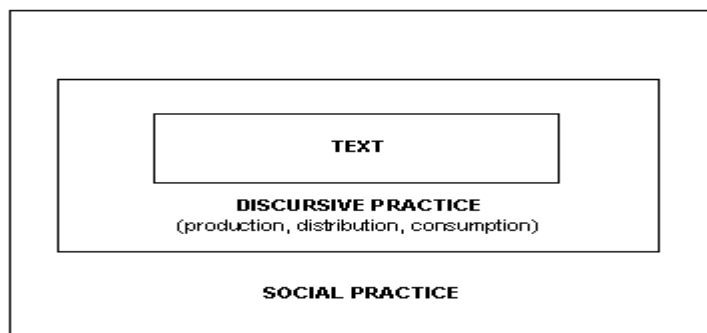 TEXT
DISCURSIVE PRACTICE
(production, distribution, consumption)
SOCIAL PRACTICE